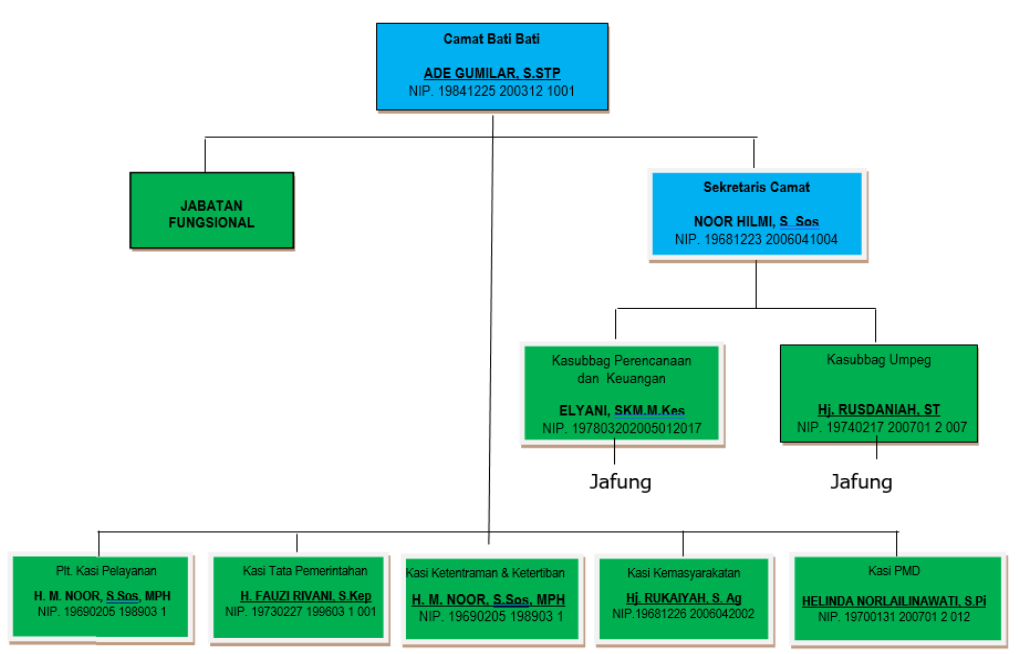 Camat Bati Bati
ADE GUMILAR, S.STP
NIP. 19841225 200312 1001
JABATAN
FUNGSIONAL
Sekretaris Camat
NOOR HILMI, S Sos
NIP. 19681223 2006041004
Kasubbag Perencanaan
dan Keuangan
ELYANI, SKM.M.Kes
NIP. 197803202005012017
Jafung
Kasubbag Umpeg
Hj. RUSDANIAH, ST
NIP. 19740217 200701 2 007
Jafung
Plt. Kasi Pelayanan
H. M. NOOR, S.Sos, MPH
NIP. 19690205 198903 1
Kasi Tata Pemerintahan
H. FAUZI RIVANI, S.Kep
NIP. 19730227 199603 1 001
Kasi Ketentraman & Ketertiban
H. M. NOOR, S.Sos, MPH
NIP. 19690205 198903 1
Kasi Kemasyarakatan
Hj. RUKAIYAH, S. Ag
NIP. 19681226 2006042002
Kasi PMD
HELINDA NORLAILINAWATI, S.Pi
NIP. 19700131 200701 2 012